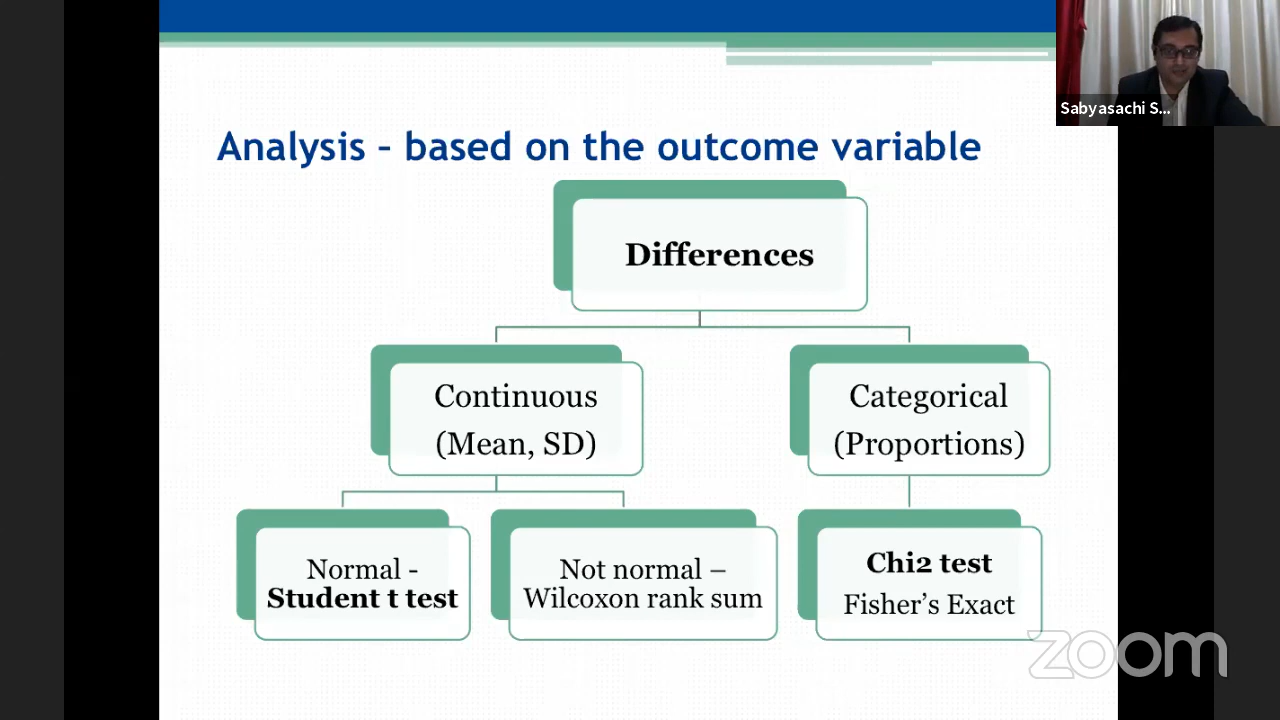 Sabyasachi S...
Analysis – based on the outcome variable
Differences
Continuous
(Mean, SD)
Categorical
(Proportions)
Normal -
Student t test
Not normal –
Wilcoxon rank sum
Chi2 test
Fisher’s Exact
zoom